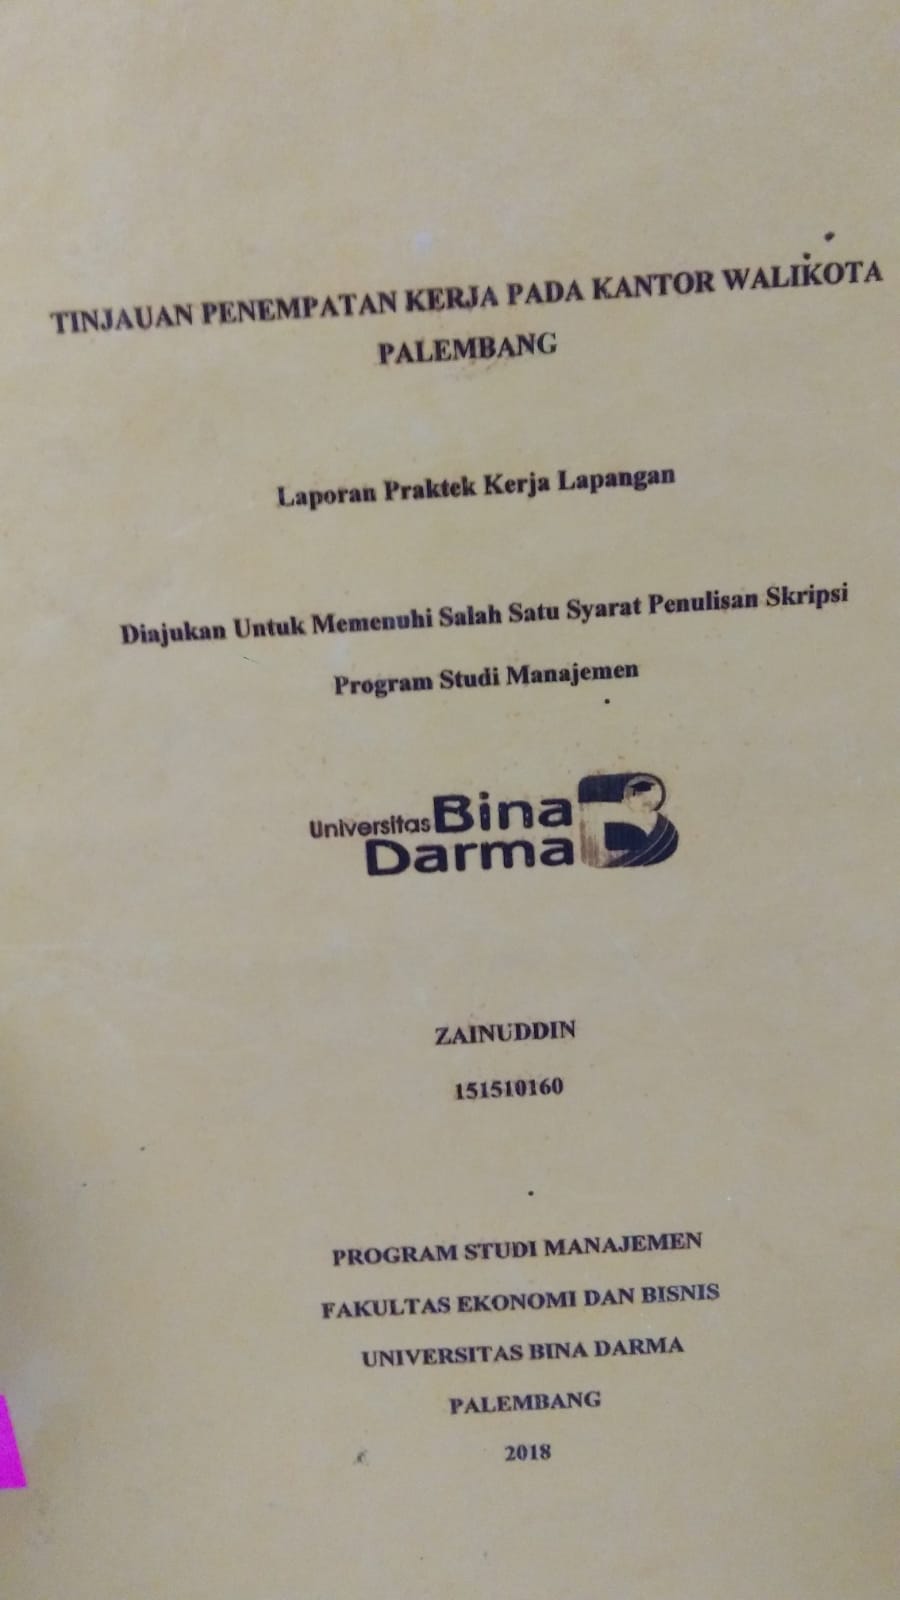 TINJAUAN PENEMPATAN KERJA PADA KANTOR WALIKOTA
PALEMBANG
Laporan Praktek Kerja Lapangan
Diajukan Untuk Memenuhi Salah Satu Syarat Penulisan Skripsi
Program Studi Manajemen
Universitas Bina
Darma
ZAINUDDIN
151510160
PROGRAM STUDI MANAJEMEN
FAKULTAS EKONOMI DAN BISNIS
UNIVERSITAS BINA DARMA
PALEMBANG
2018